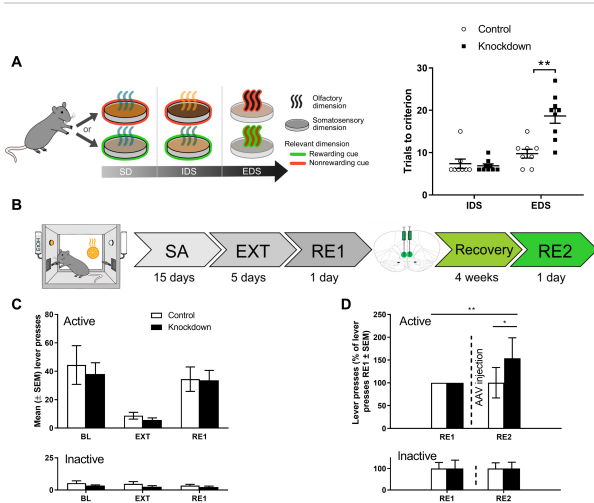 Control
Knockdown
A
or
Olfactory
dimension
Somatosensory
dimension
Relevant dimension
Rewarding cue
Nonrewarding cue
SD
IDS
EDS
Trials to criterion
30
20
10
0
**
IDS
EDS
B
EtOH
SA
EXT
RE1
Recovery
RE2
15 days
5 days
1 day
4 weeks
1 day
C
Active
Control
Knockdown
Mean (± SEM) lever presses
80
60
40
20
0
BL
EXT
RE1
Inactive
25
0
BL
EXT
RE1
D
Active
**
*
Lever presses (% of lever
presses RE1 ± SEM)
250
200
150
100
50
0
AAV injection
RE1
RE2
Inactive
100
0
RE1
RE2